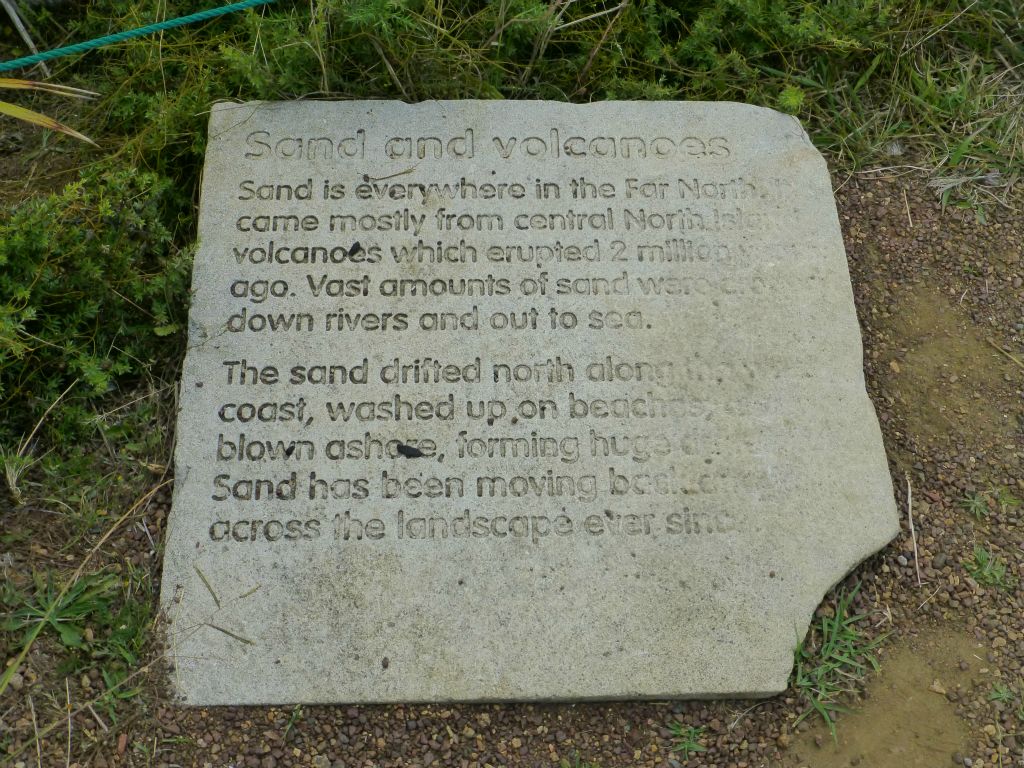 Sand and volcanoes
Sand is everywhere in the Far North. It
came mostly from central North Island
volcanoes which erupted 2 million
ago. Vast amounts of sand were
down rivers and out to sea.
The sand drifted north along
coast, washed up on beaches,
blown ashore, forming huge
Sand has been moving back
across the landscape ever since